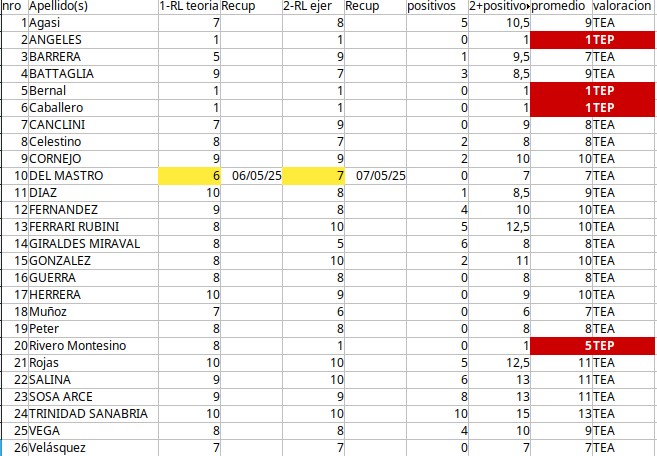 nro Apellido(s) 1-RL teoria Recup 2-RL ejer Recup positivos 2+positivo promedio valoracion
1 Agasi 7 8 5 10,5 9 TEA
2 ANGELES 1 1 0 1 1 TEP
3 BARRERA 5 9 1 9,5 7 TEA
4 BATTAGLIA 9 7 3 8,5 9 TEA
5 Bernal 1 1 0 1 1 TEP
6 Caballero 1 1 0 1 1 TEP
7 CANCLINI 7 9 0 9 8 TEA
8 Celestino 8 7 2 8 8 TEA
9 CORNEJO 9 9 2 10 10 TEA
10 DEL MASTRO 6 06/05/25 7 07/05/25 0 7 7 TEA
11 DIAZ 10 8 1 8,5 9 TEA
12 FERNANDEZ 9 8 4 10 10 TEA
13 FERRARI RUBINI 8 10 5 12,5 10 TEA
14 GIRALDES MIRAVAL 8 5 6 8 8 TEA
15 GONZALEZ 8 10 2 11 10 TEA
16 GUERRA 8 8 0 8 8 TEA
17 HERRERA 10 9 0 9 10 TEA
18 Muñoz 7 6 0 6 7 TEA
19 Peter 8 8 0 8 8 TEA
20 Rivero Montesino 8 1 0 1 5 TEP
21 Rojas 10 10 5 12,5 11 TEA
22 SALINA 9 10 6 13 11 TEA
23 SOSA ARCE 9 9 8 13 11 TEA
24 TRINIDAD SANABRIA 10 10 10 15 13 TEA
25 VEGA 8 8 4 10 9 TEA
26 Velásquez 7 7 0 7 7 TEA